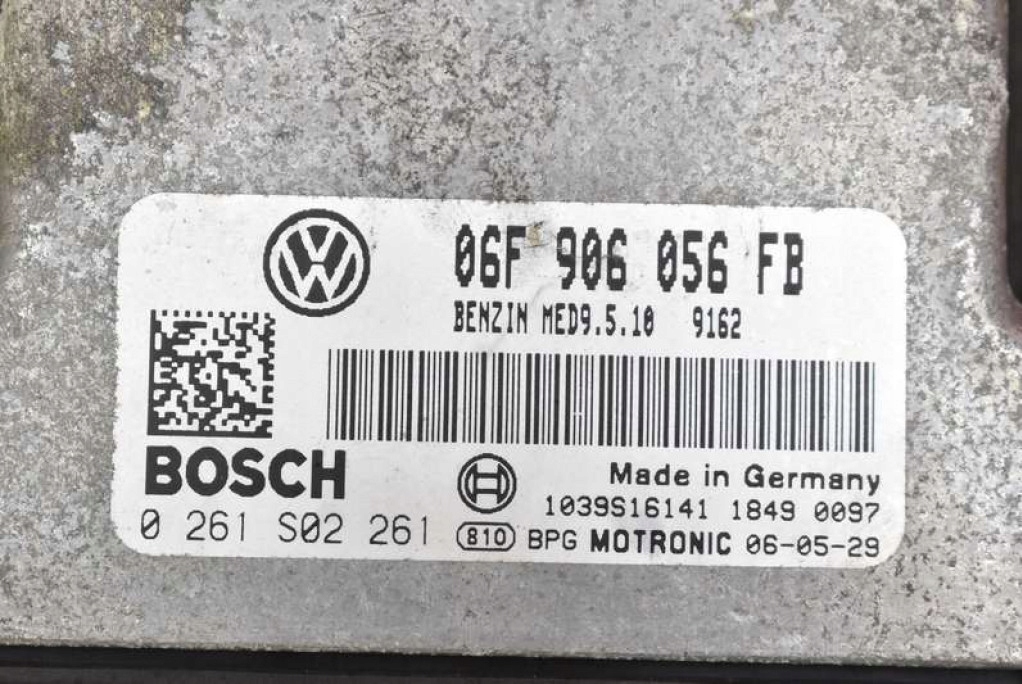 06F 906 056 FB
BENZIN MED9.5.10 9162
BOSCH
Made in Germany
1039S16141 1849 0097
0 261 S02 261
810 BPG MOTRONIC 06-05-29